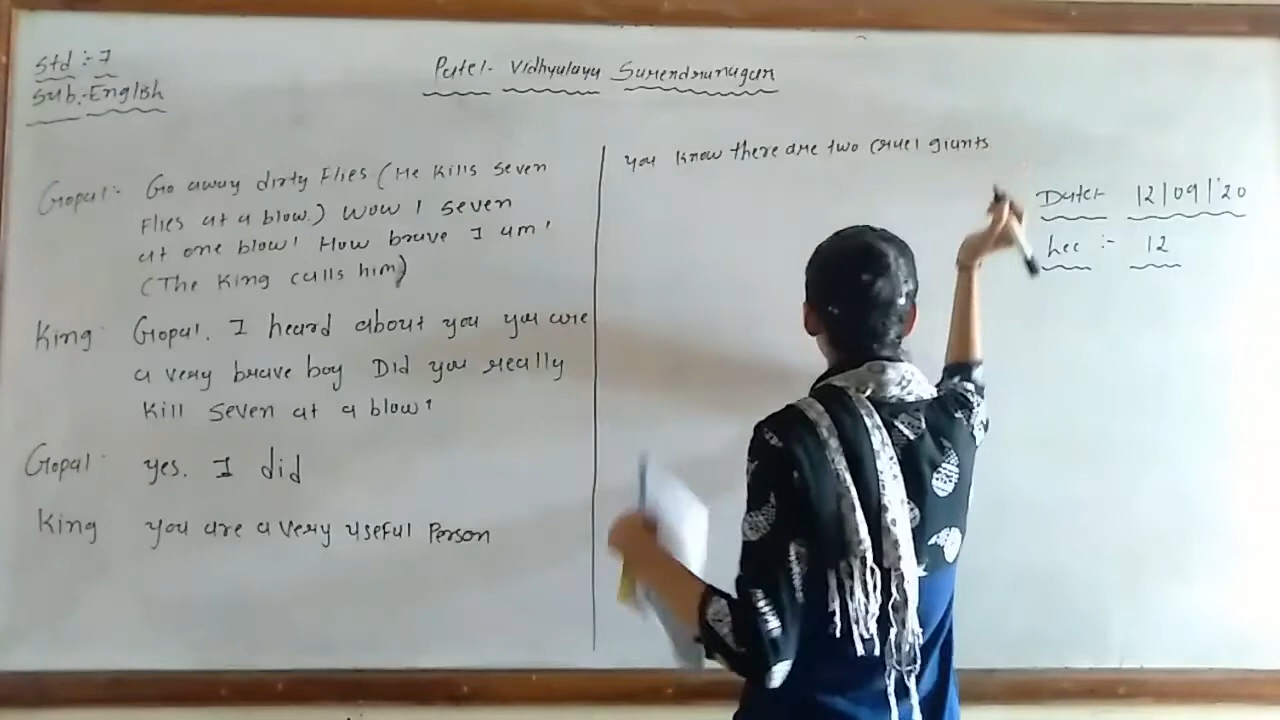 Std :- 7
Sub:- English
Patel- Vidhyalaya Surendranagar
Gopal:- Go away dirty Flies (He kills seven
Flies at a blow.) Wow! Seven
at one blow! How brave I am!
(The King calls him)
King Gopal. I heard about you you are
a very brave boy Did you really
Kill seven at a blow?
Gopal yes. I did
King you are a very useful Person
you know there are two cruel giants
Date:- 12/09/'20
Lec :- 12